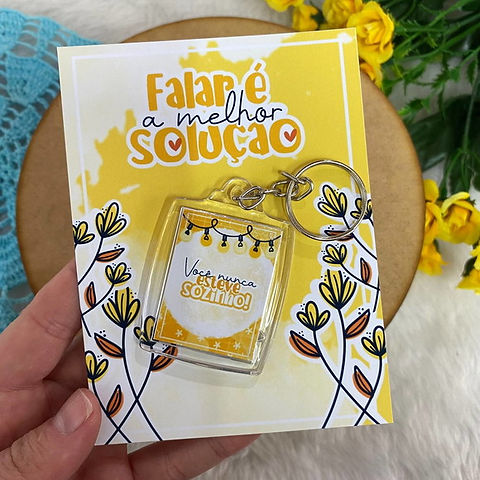 Falar é
a melhor
solução
Você nunca
esteve
sozinho!